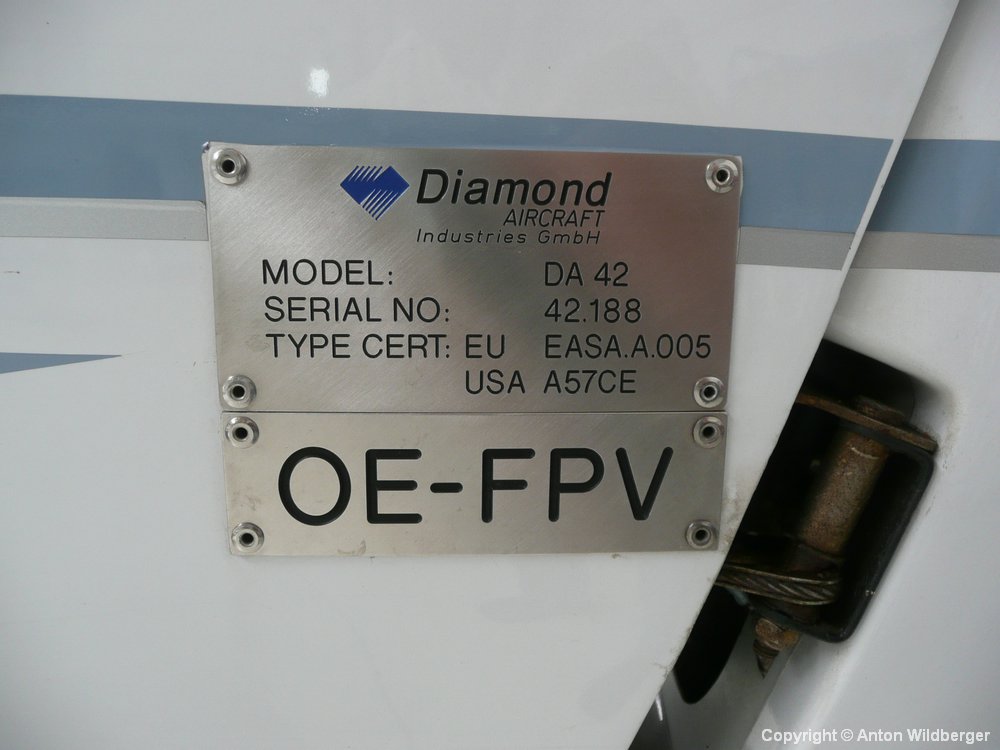 Diamond
AIRCRAFT
Industries GmbH
MODEL: DA 42
SERIAL NO: 42.188
TYPE CERT: EU EASA.A.005
USA A57CE
OE-FPV
Copyright © Anton Wildberger